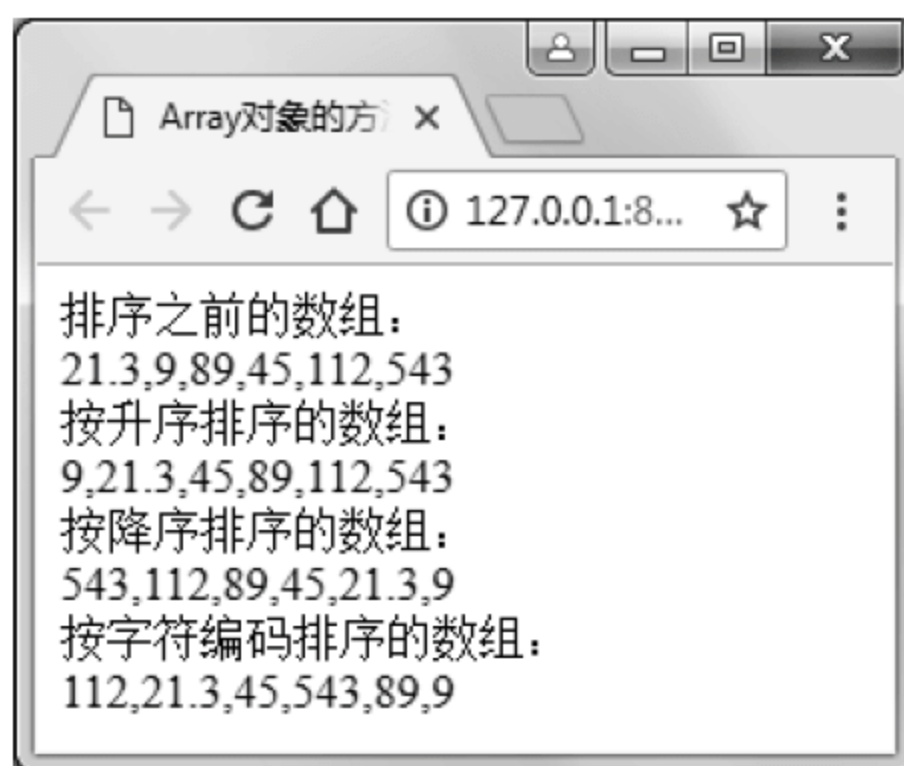 Array对象的方
127.0.0.1:8...
排序之前的数组：
21.3,9,89,45,112,543
按升序排序的数组：
9,21.3,45,89,112,543
按降序排序的数组：
543,112,89,45,21.3,9
按字符编码排序的数组：
112,21.3,45,543,89,9